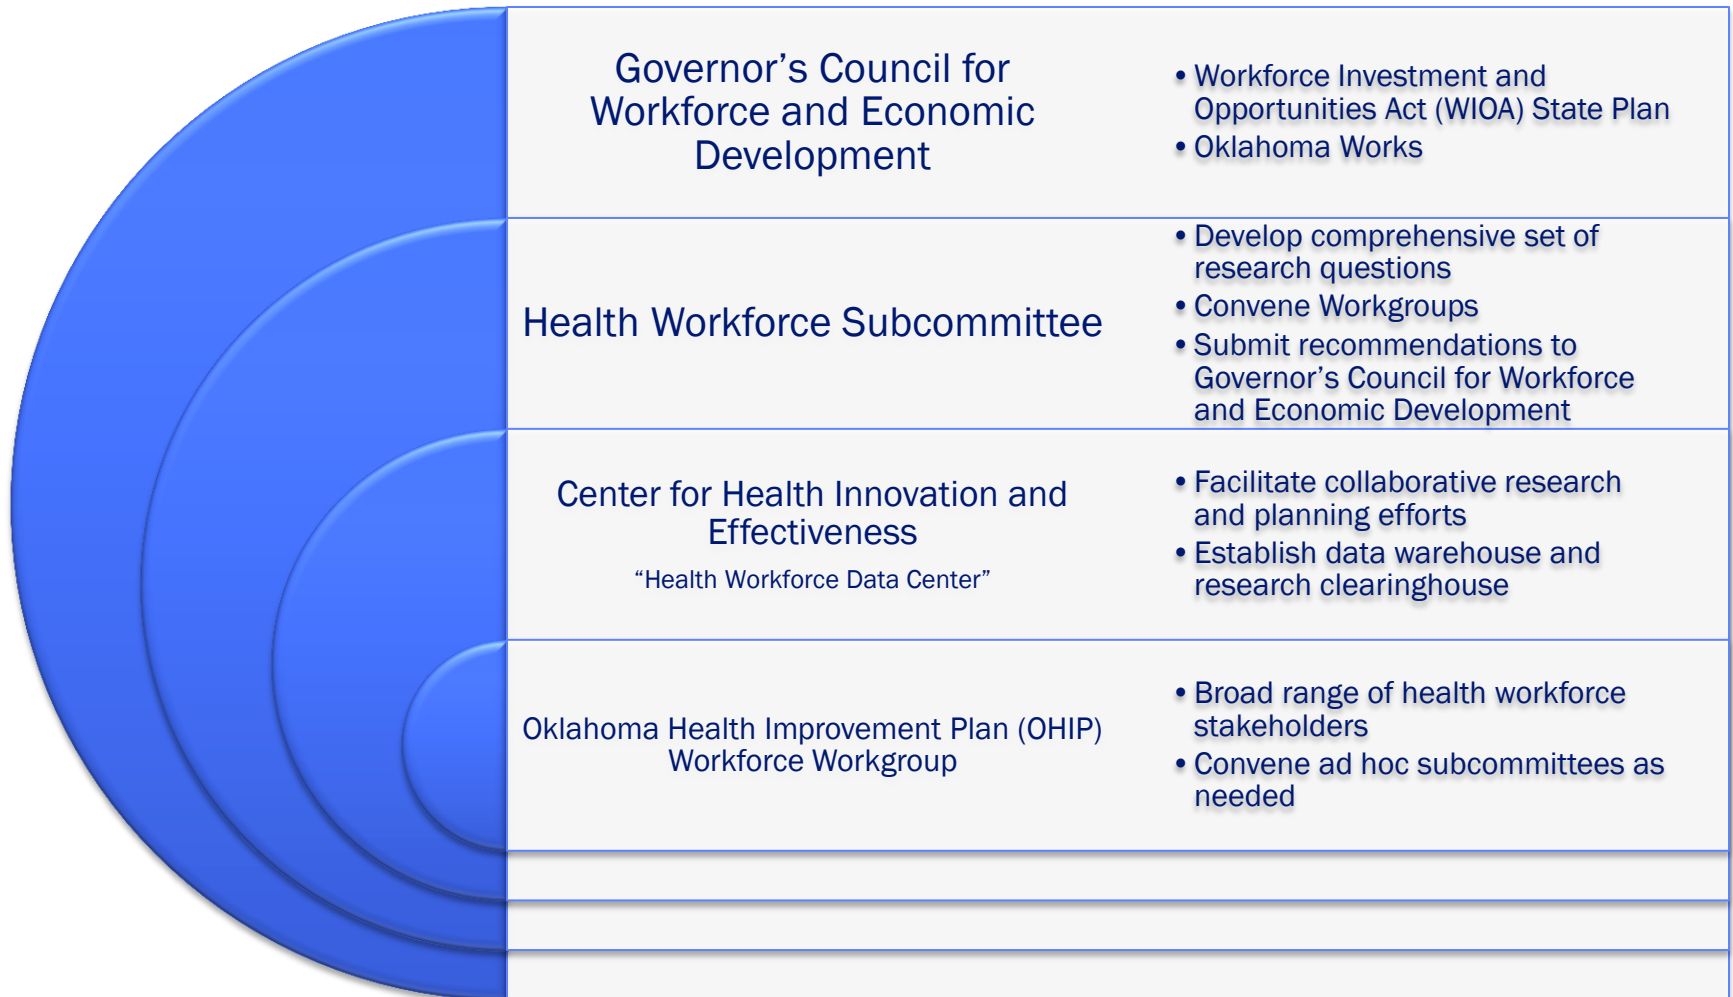 Governor’s Council for
Workforce and Economic
Development
• Workforce Investment and
Opportunities Act (WIOA) State Plan
• Oklahoma Works
Health Workforce Subcommittee
• Develop comprehensive set of
research questions
• Convene Workgroups
• Submit recommendations to
Governor’s Council for Workforce
and Economic Development
Center for Health Innovation and
Effectiveness
“Health Workforce Data Center”
• Facilitate collaborative research
and planning efforts
• Establish data warehouse and
research clearinghouse
Oklahoma Health Improvement Plan (OHIP)
Workforce Workgroup
• Broad range of health workforce
stakeholders
• Convene ad hoc subcommittees as
needed